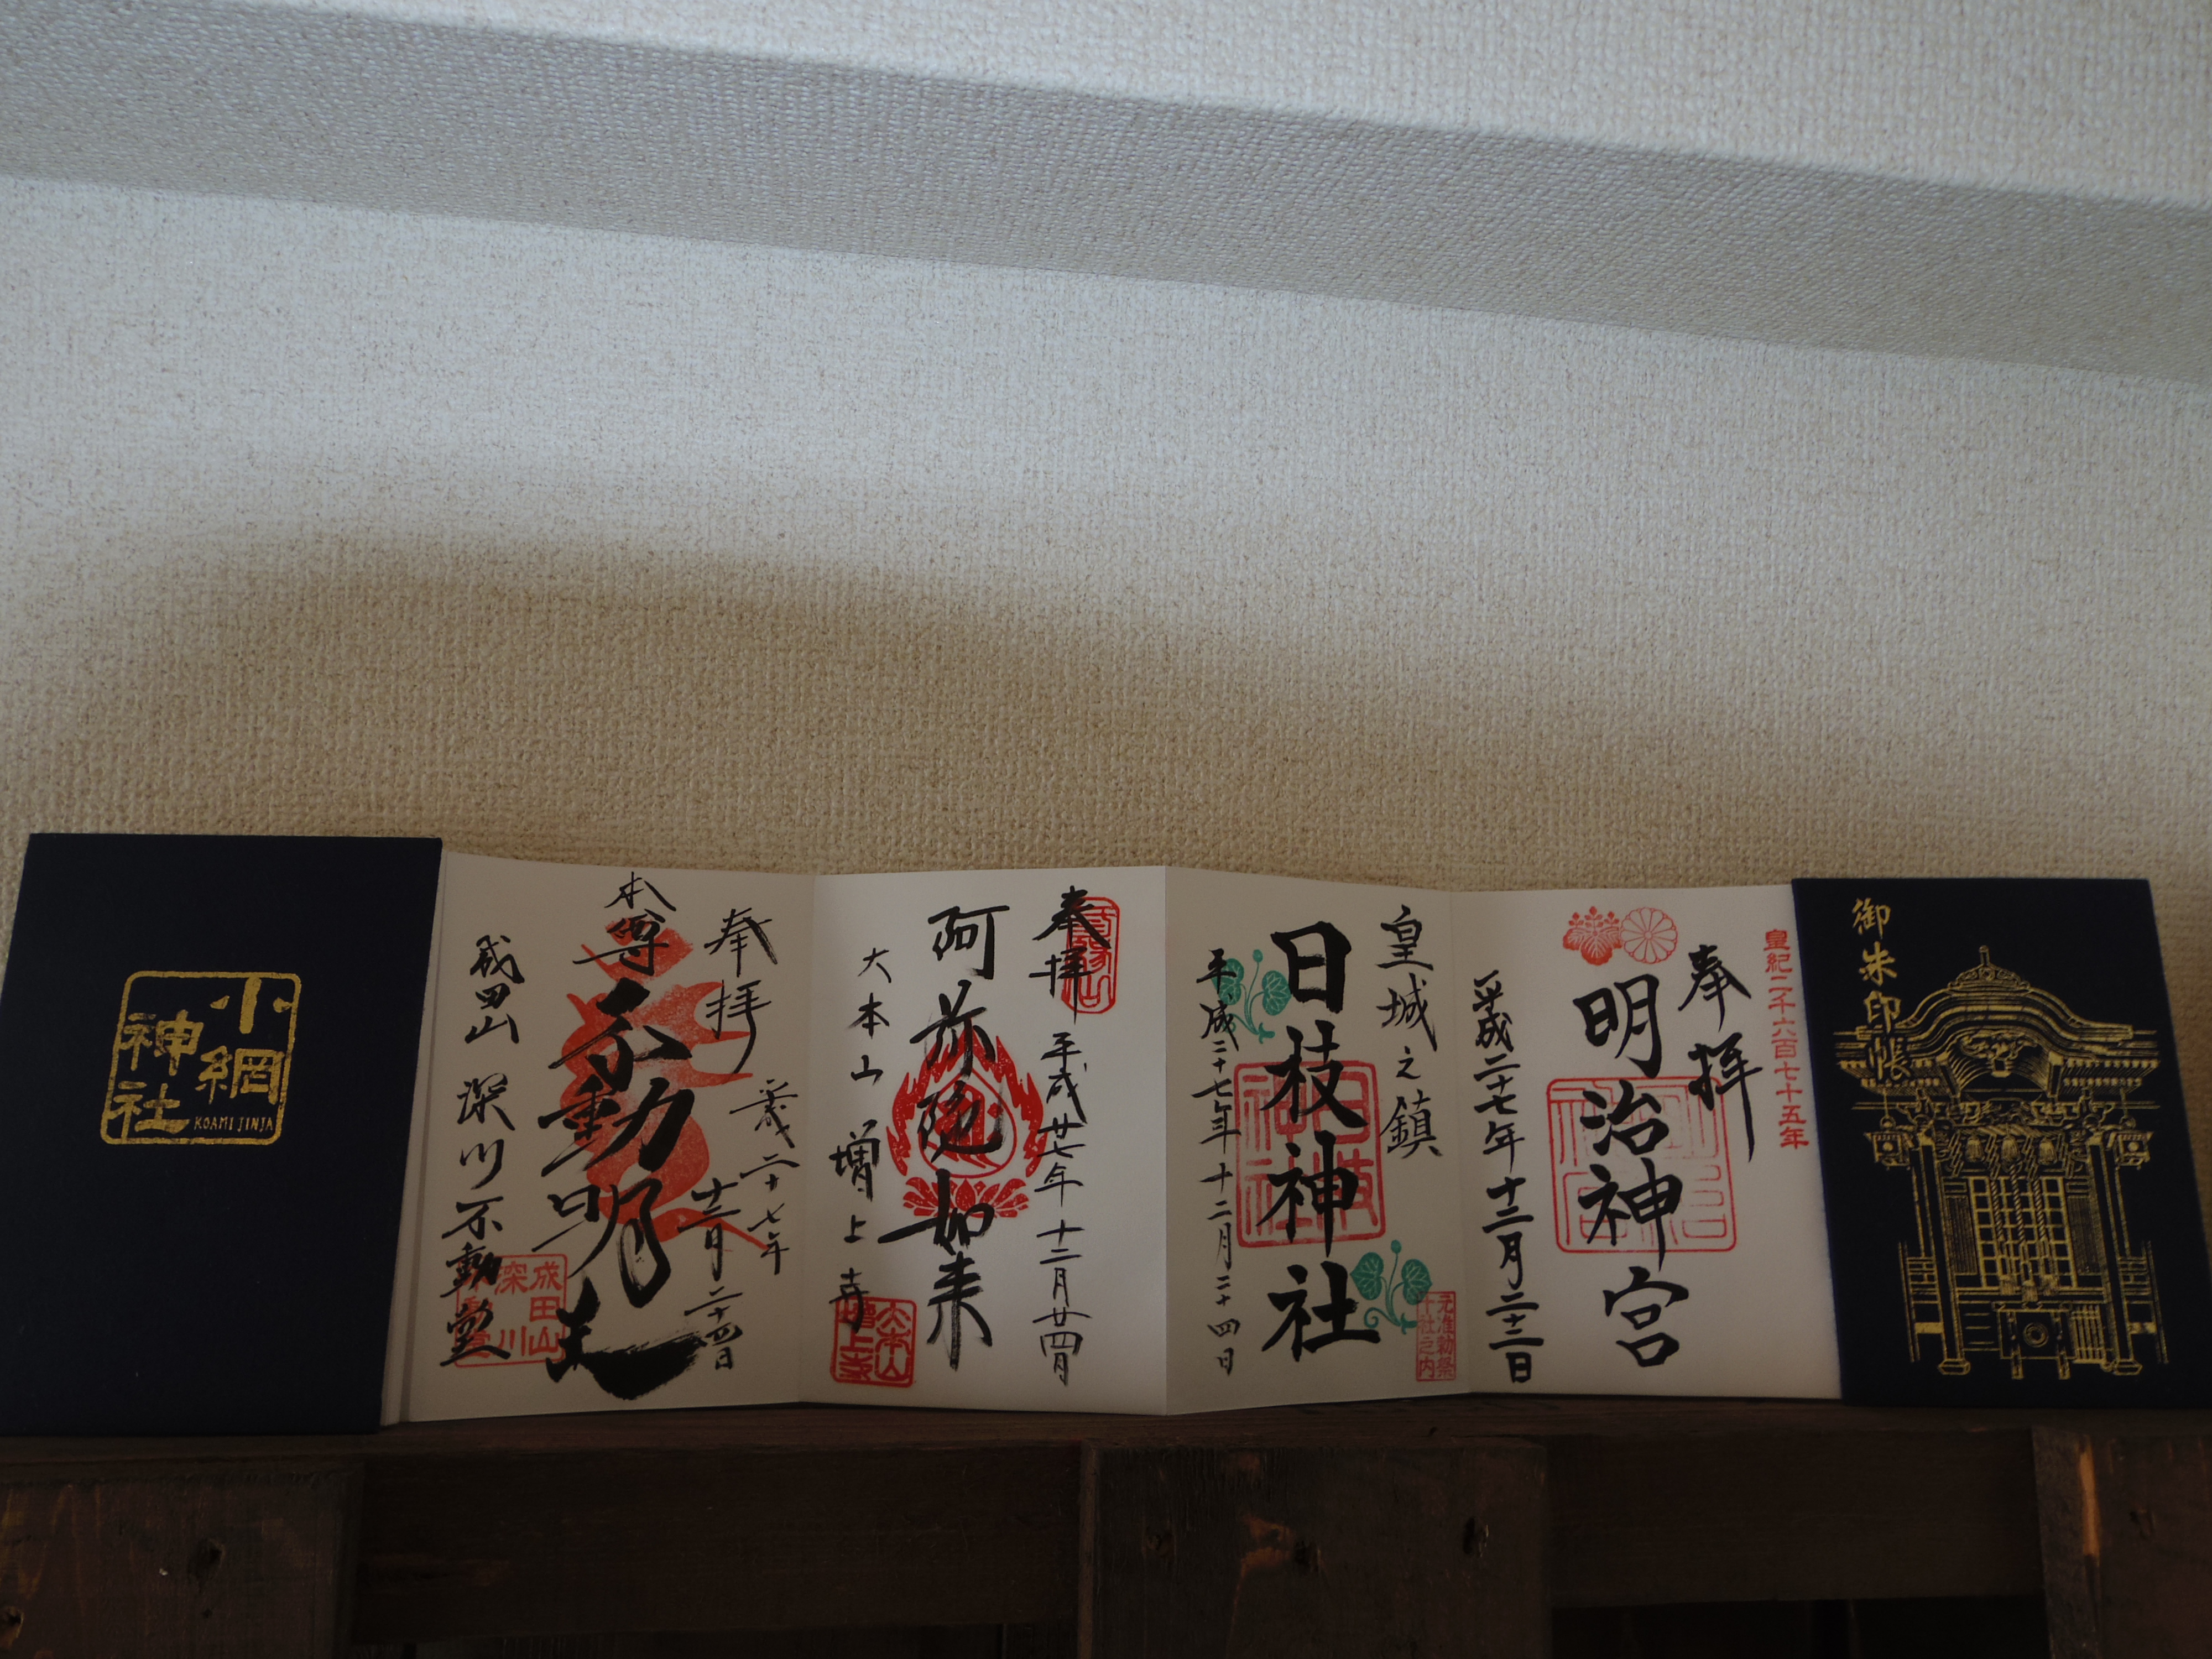 御朱印帳
皇紀二千六百七十五年
奉拝
明治神宮
平成二十七年十二月二十三日
皇城之鎮
日枝神社
平成二十七年十二月二十四日
日枝神社
元准勅祭
十社之内
奉拝
平成廿七年十二月廿四日
阿弥陀如来
大本山 増上寺
大本山
増上寺
奉拝
平成二十七年
十二月二十四日
本尊
不動明王
成田山 深川不動堂
成田山
深川
不動堂
小網
神社
KOAMI JINJA